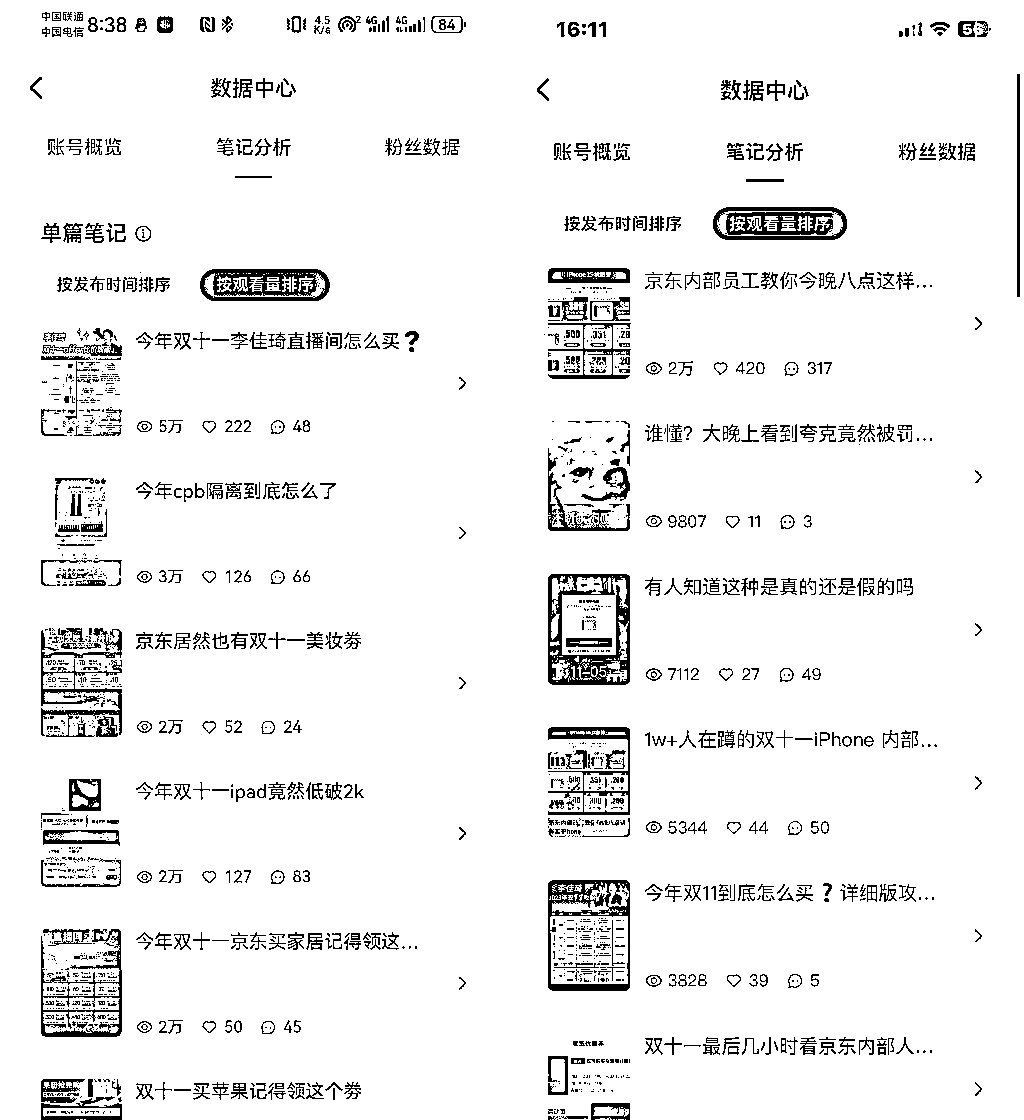 中国联通
中国电信 8:38 4.5 K/s 4G 4G 84
数据中心
账号概览 笔记分析 粉丝数据
单篇笔记
按发布时间排序 按观看量排序
今年双十一李佳琦直播间怎么买?
5万 222 48
今年cpb隔离到底怎么了
3万 126 66
京东居然也有双十一美妆劵
2万 52 24
今年双十一ipad竟然低破2k
2万 127 83
今年双十一京东买家居记得领这...
2万 50 45
双十一买苹果记得领这个劵
16:11
数据中心
账号概览 笔记分析 粉丝数据
按发布时间排序 按观看量排序
京东内部员工教你今晚八点这样...
2万 420 317
谁懂?大晚上看到夸克竟然被罚...
9807 11 3
有人知道这种是真的还是假的吗
11-05
7112 27 49
1w+人在蹲的双十一iPhone 内部...
5344 44 50
今年双11到底怎么买?详细版攻...
3828 39 5
双十一最后几小时看京东内部人...